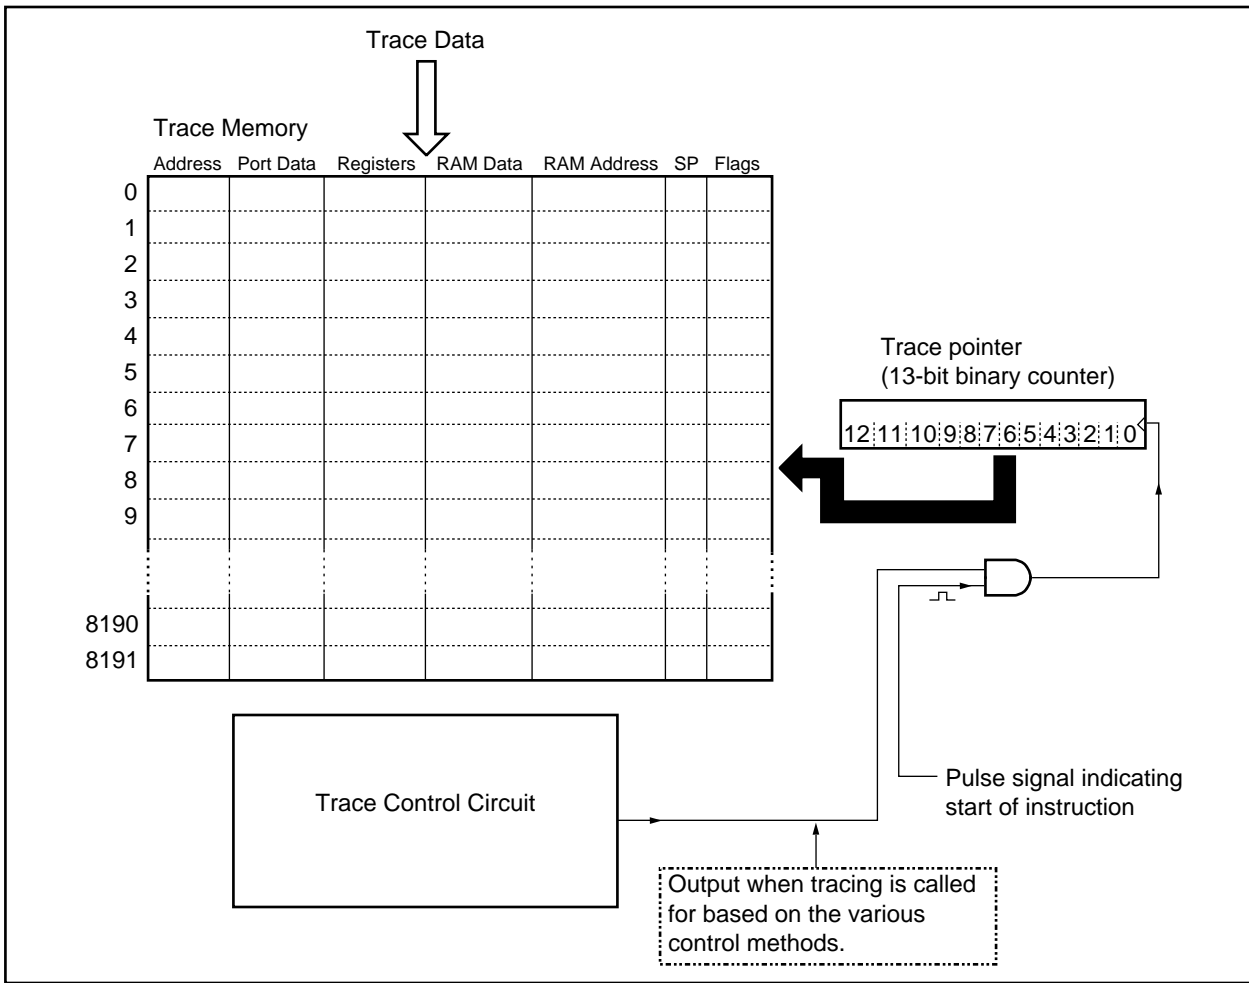 Trace Data
Trace Memory
Address Port Data Registers RAM Data RAM Address SP Flags
0
1
2
3
4
5
6
7
8
9
8190
8191
Trace pointer
(13-bit binary counter)
12 11 10 9 8 7 6 5 4 3 2 1 0
Trace Control Circuit
Pulse signal indicating
start of instruction
Output when tracing is called
for based on the various
control methods.